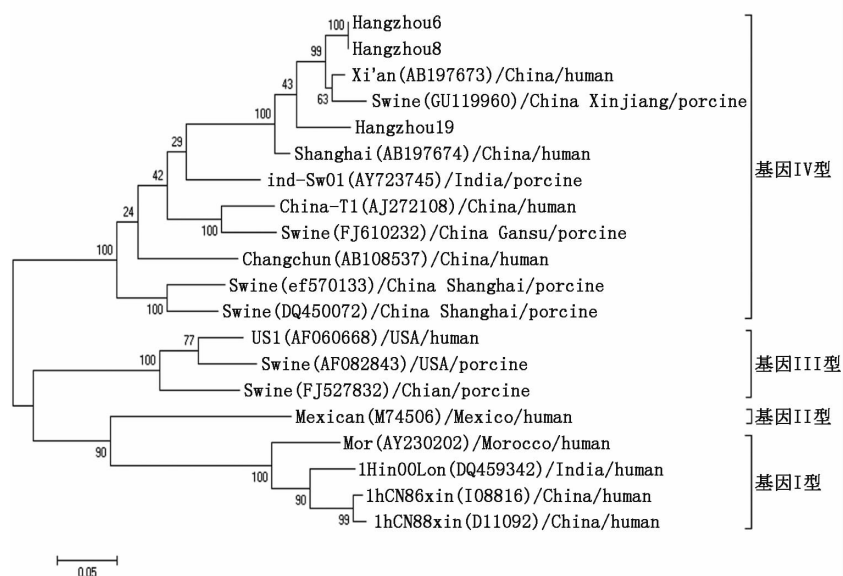 100
Hangzhou6
99
Hangzhou8
Xi'an(AB197673)/China/human
43
63
Swine(GU119960)/China Xinjiang/porcine
100
Hangzhou19
29
Shanghai(AB197674)/China/human
基因IV型
42
ind-Sw01(AY723745)/India/porcine
24
China-T1(AJ272108)/China/human
100
Swine(FJ610232)/China Gansu/porcine
100
Changchun(AB108537)/China/human
Swine(ef570133)/China Shanghai/porcine
100
Swine(DQ450072)/China Shanghai/porcine
77
US1(AF060668)/USA/human
100
Swine(AF082843)/USA/porcine
基因III型
Swine(FJ527832)/Chian/porcine
Mexican(M74506)/Mexico/human
基因II型
90
Mor(AY230202)/Morocco/human
100
1Hin00Lon(DQ459342)/India/human
基因I型
90
1hCN86xin(I08816)/China/human
99
1hCN88xin(D11092)/China/human
0.05